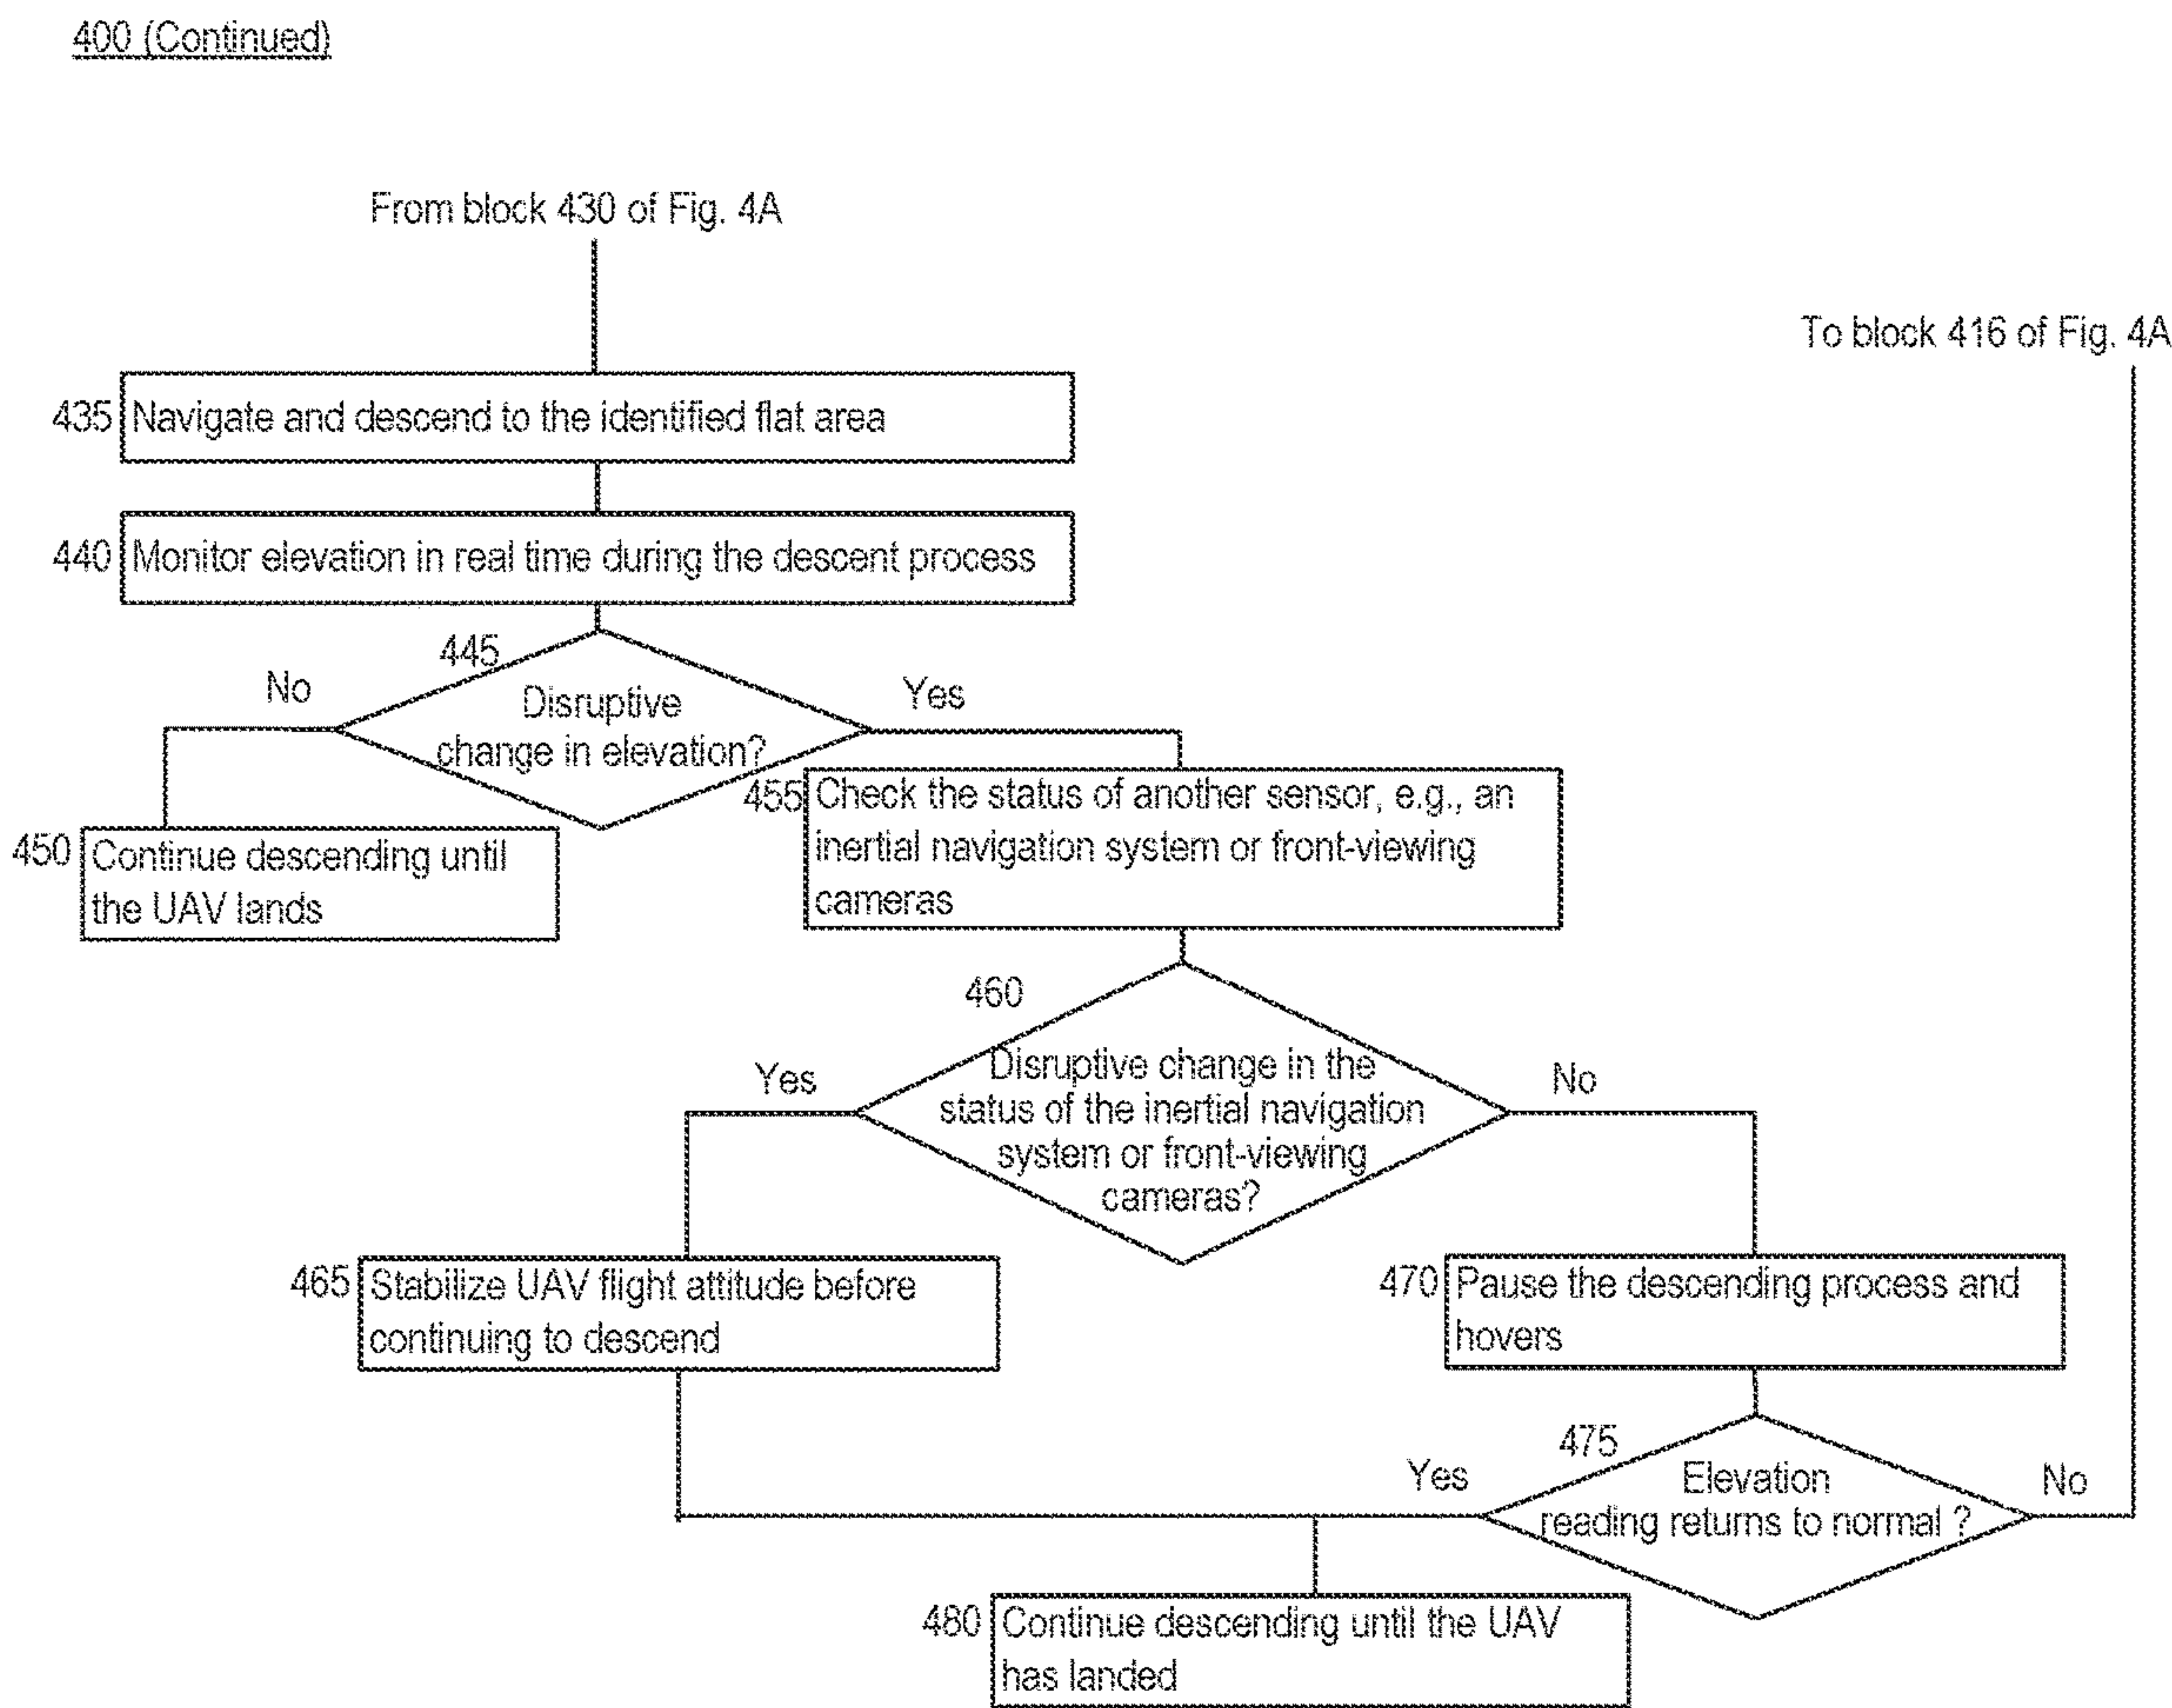 400 (Continued)
From block 430 of Fig. 4A
To block 416 of Fig. 4A
435 Navigate and descend to the identified flat area
440 Monitor elevation in real time during the descent process
445
No
Yes
Disruptive
change in elevation?
450 Continue descending until
the UAV lands
455 Check the status of another sensor, e.g., an
inertial navigation system or front-viewing
cameras
460
Yes
No
Disruptive change in the
status of the inertial navigation
system or front-viewing
cameras?
465 Stabilize UAV flight attitude before
continuing to descend
470 Pause the descending process and
hovers
475
Yes
No
Elevation
reading returns to normal ?
480 Continue descending until the UAV
has landed